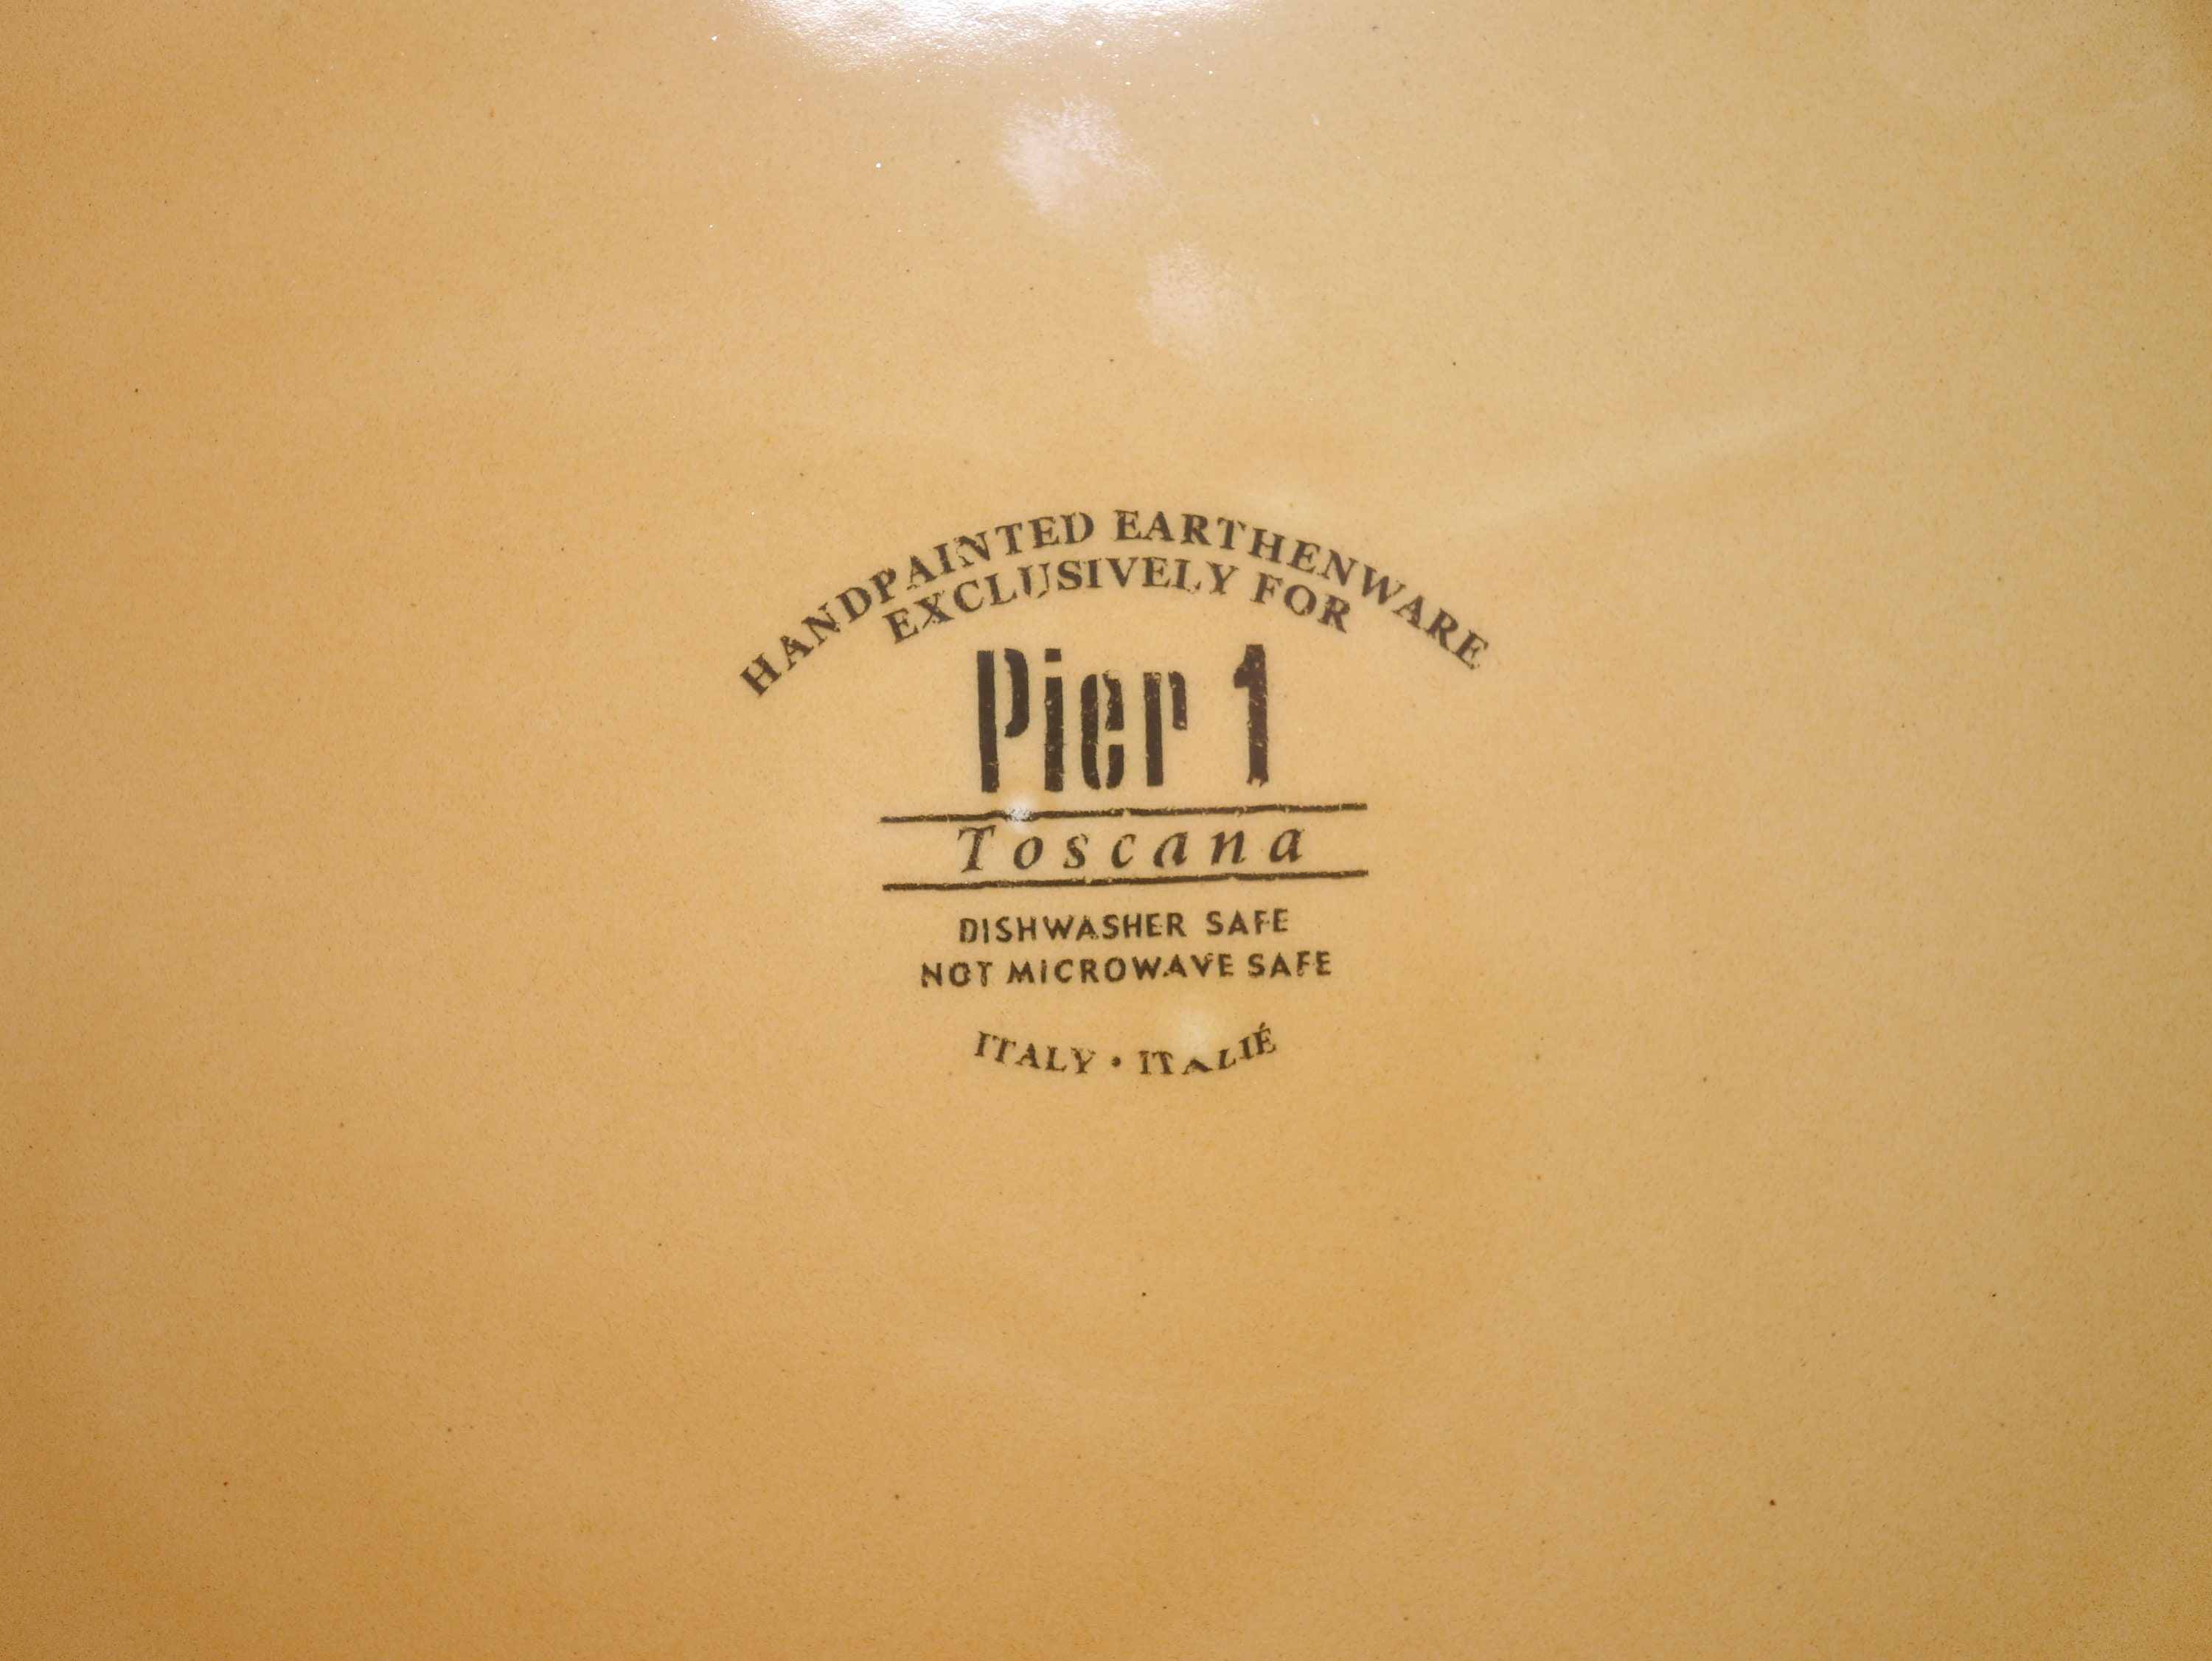 HANDPAINTED EARTHENWARE
EXCLUSIVELY FOR
Pier 1
Toscana
DISHWASHER SAFE
NOT MICROWAVE SAFE
ITALY • ITALIÉ